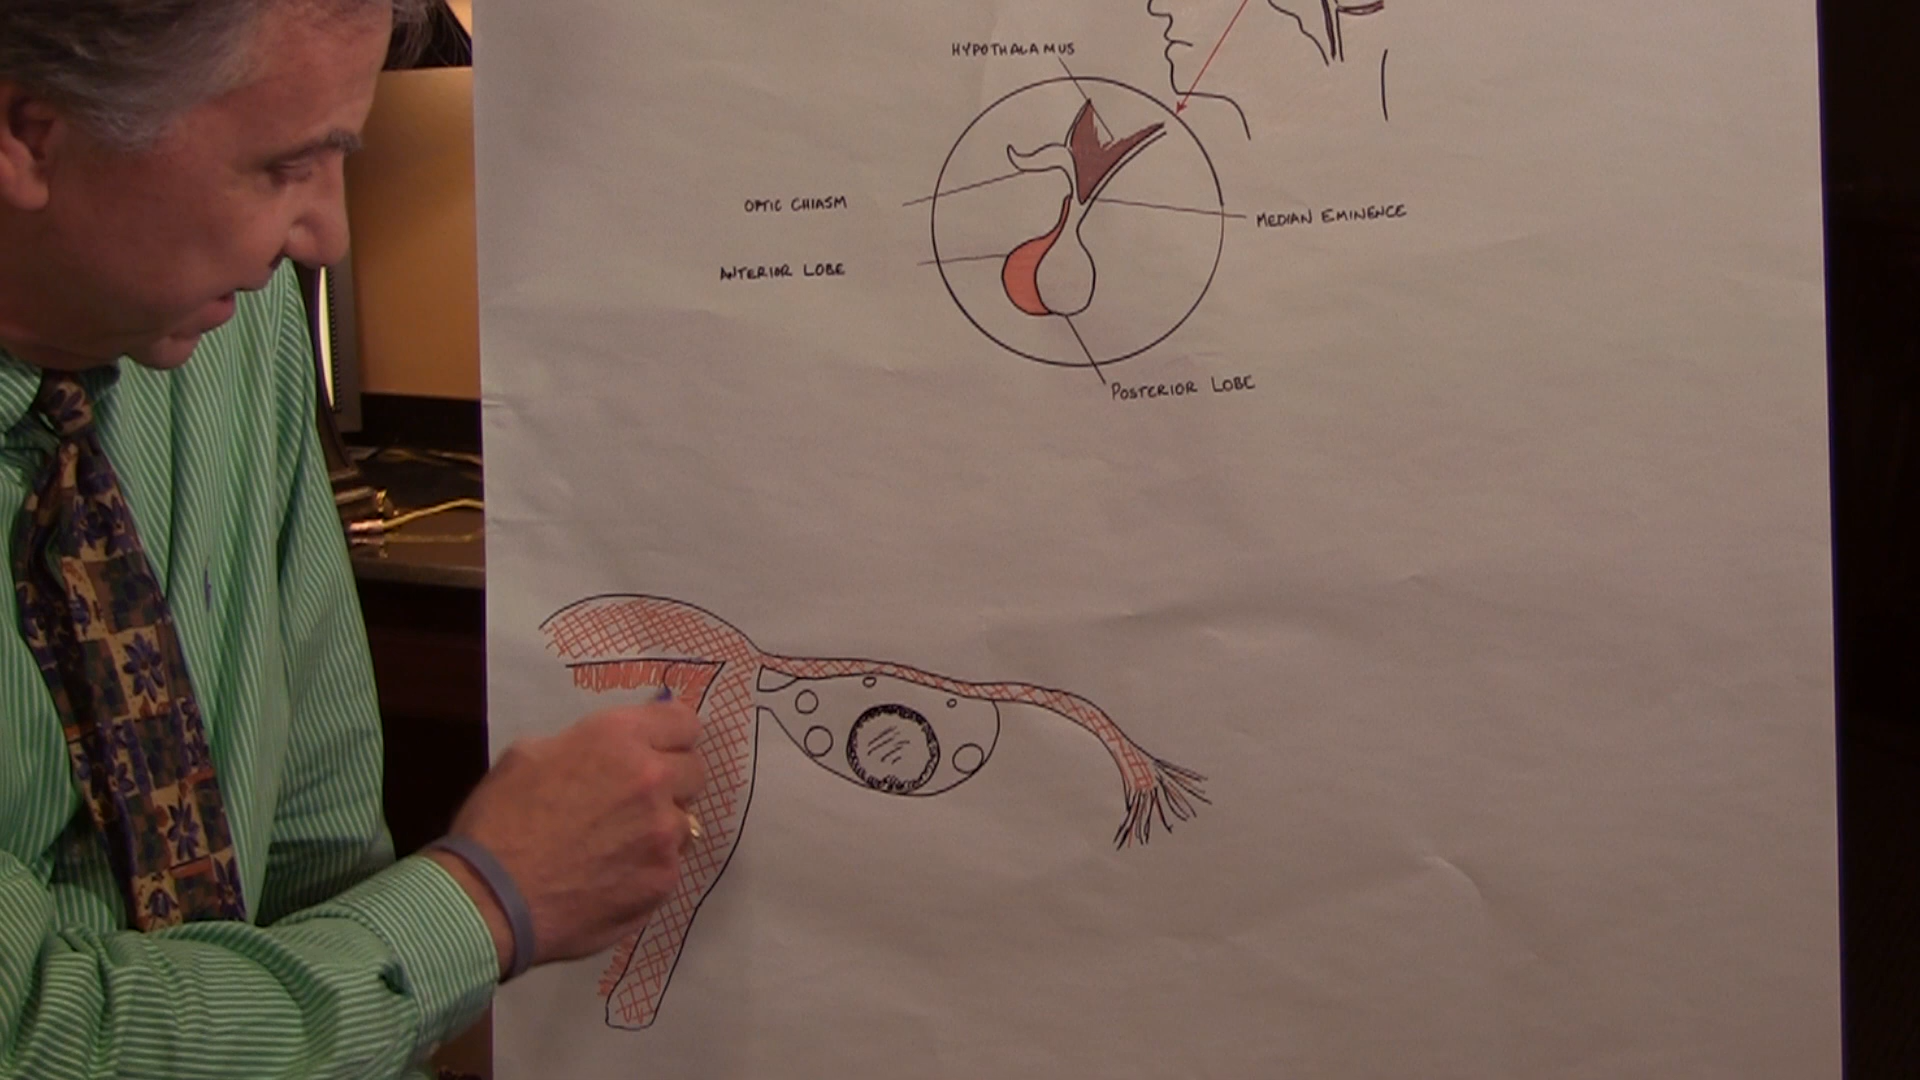 HYPOTHALAMUS
OPTIC CHIASM
MEDIAN EMINENCE
ANTERIOR LOBE
POSTERIOR LOBE